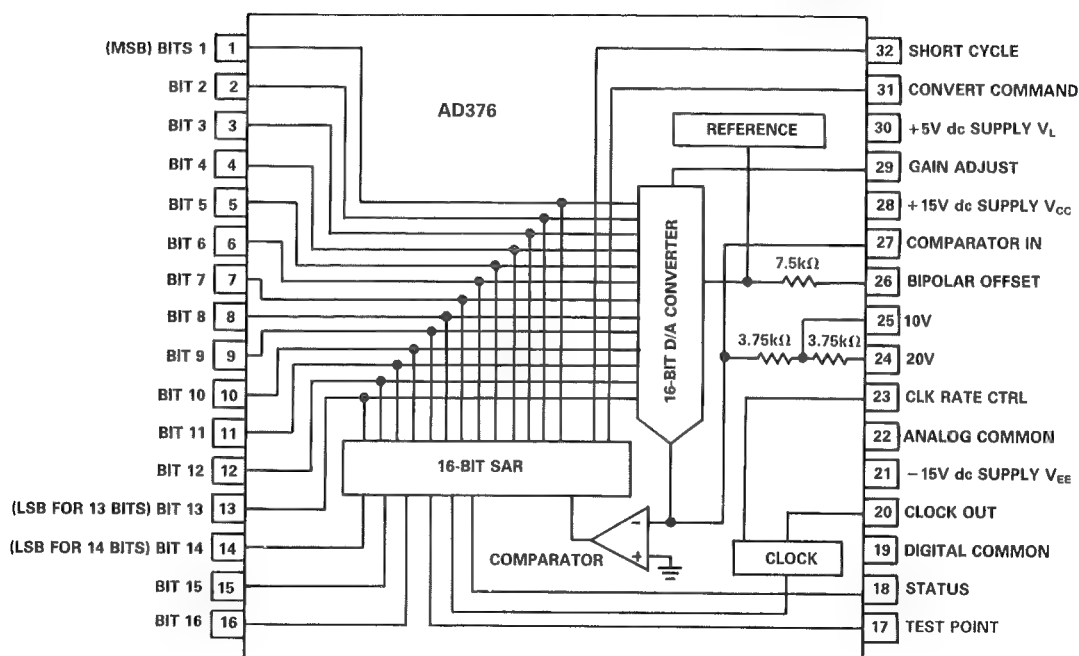 AD376
(MSB) BITS 1 1
BIT 2 2
BIT 3 3
BIT 4 4
BIT 5 5
BIT 6 6
BIT 7 7
BIT 8 8
BIT 9 9
BIT 10 10
BIT 11 11
BIT 12 12
(LSB FOR 13 BITS) BIT 13 13
(LSB FOR 14 BITS) BIT 14 14
BIT 15 15
BIT 16 16
REFERENCE
16-BIT D/A CONVERTER
7.5kΩ
3.75kΩ 3.75kΩ
16-BIT SAR
COMPARATOR
−
+
CLOCK
32 SHORT CYCLE
31 CONVERT COMMAND
30 +5V dc SUPPLY VL
29 GAIN ADJUST
28 +15V dc SUPPLY VCC
27 COMPARATOR IN
26 BIPOLAR OFFSET
25 10V
24 20V
23 CLK RATE CTRL
22 ANALOG COMMON
21 −15V dc SUPPLY VEE
20 CLOCK OUT
19 DIGITAL COMMON
18 STATUS
17 TEST POINT